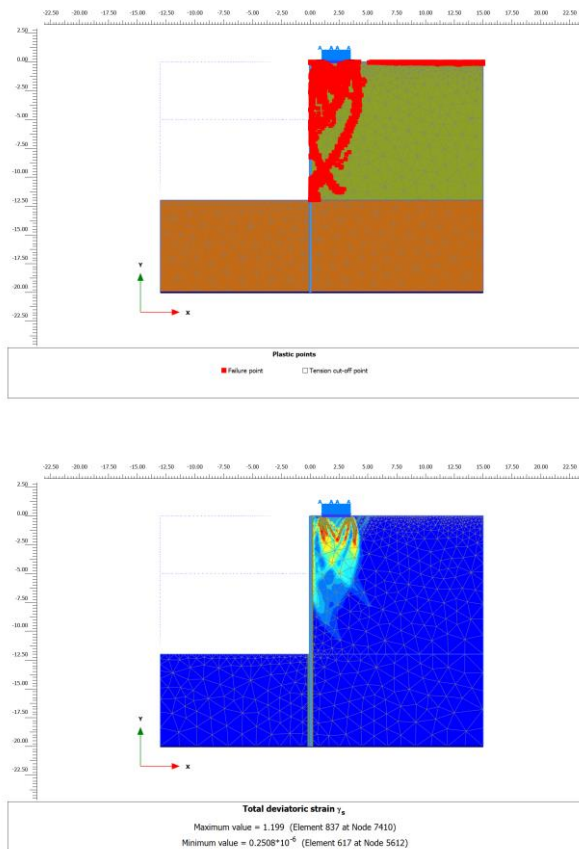 -22.50 -20.00 -17.50 -15.00 -12.50 -10.00 -7.50 -5.00 -2.50 0.00 2.50 5.00 7.50 10.00 12.50 15.00 17.50 20.00 22.50
2.50
0.00
-2.50
-5.00
-7.50
-10.00
-12.50
-15.00
-17.50
-20.00
-22.50
Y
X
Plastic points
Failure point Tension cut-off point
-22.50 -20.00 -17.50 -15.00 -12.50 -10.00 -7.50 -5.00 -2.50 0.00 2.50 5.00 7.50 10.00 12.50 15.00 17.50 20.00 22.50
2.50
0.00
-2.50
-5.00
-7.50
-10.00
-12.50
-15.00
-17.50
-20.00
-22.50
Y
X
Total deviatoric strain γs
Maximum value = 1.199 (Element 837 at Node 7410)
Minimum value = 0.2508*10-6 (Element 617 at Node 5612)